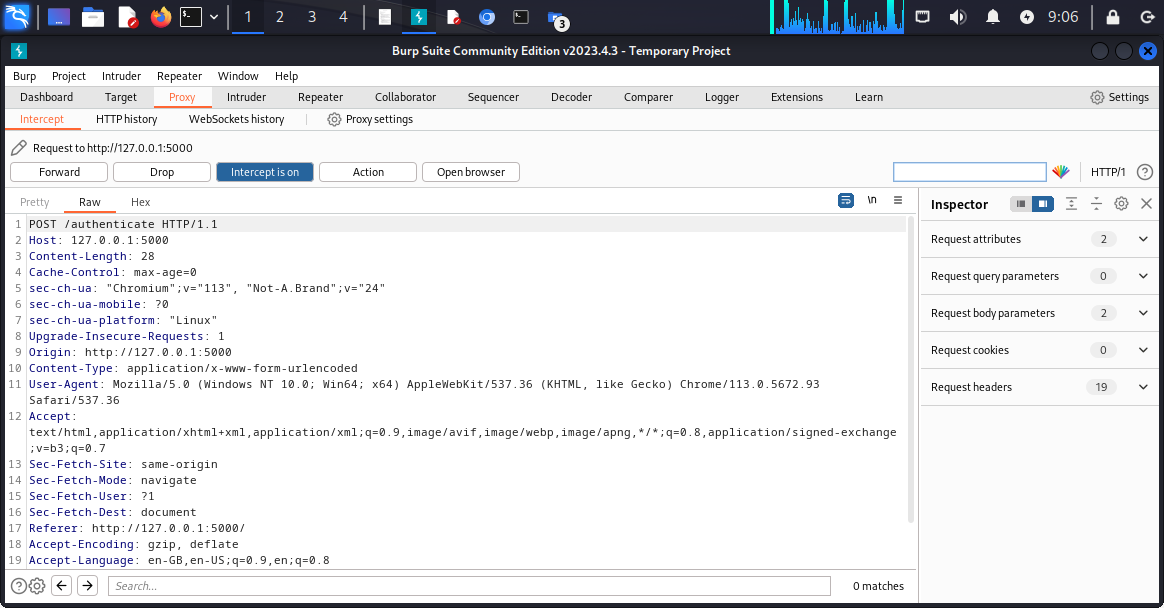 1 2 3 4 3 9:06
Burp Suite Community Edition v2023.4.3 - Temporary Project
Burp Project Intruder Repeater Window Help
Dashboard Target Proxy Intruder Repeater Collaborator Sequencer Decoder Comparer Logger Extensions Learn Settings
Intercept HTTP history WebSockets history Proxy settings
Request to http://127.0.0.1:5000
Forward Drop Intercept is on Action Open browser HTTP/1 ?
Pretty Raw Hex \n
1 POST /authenticate HTTP/1.1
2 Host: 127.0.0.1:5000
3 Content-Length: 28
4 Cache-Control: max-age=0
5 sec-ch-ua: "Chromium";v="113", "Not-A.Brand";v="24"
6 sec-ch-ua-mobile: ?0
7 sec-ch-ua-platform: "Linux"
8 Upgrade-Insecure-Requests: 1
9 Origin: http://127.0.0.1:5000
10 Content-Type: application/x-www-form-urlencoded
11 User-Agent: Mozilla/5.0 (Windows NT 10.0; Win64; x64) AppleWebKit/537.36 (KHTML, like Gecko) Chrome/113.0.5672.93
Safari/537.36
12 Accept:
text/html,application/xhtml+xml,application/xml;q=0.9,image/avif,image/webp,image/apng,*/*;q=0.8,application/signed-exchange
;v=b3;q=0.7
13 Sec-Fetch-Site: same-origin
14 Sec-Fetch-Mode: navigate
15 Sec-Fetch-User: ?1
16 Sec-Fetch-Dest: document
17 Referer: http://127.0.0.1:5000/
18 Accept-Encoding: gzip, deflate
19 Accept-Language: en-GB,en-US;q=0.9,en;q=0.8
? Search... 0 matches
Inspector
Request attributes 2
Request query parameters 0
Request body parameters 2
Request cookies 0
Request headers 19